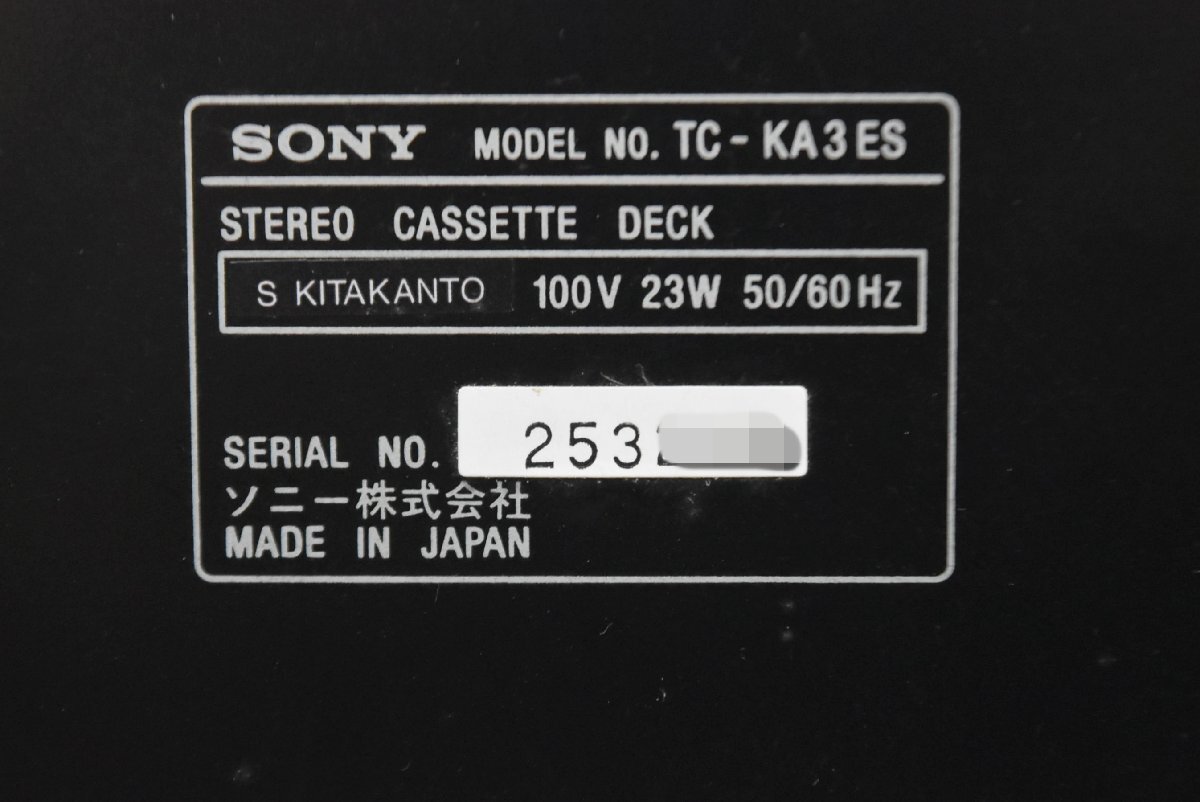 SONY MODEL NO. TC-KA3ES
STEREO CASSETTE DECK
S KITAKANTO 100V 23W 50/60Hz
SERIAL NO. 253
ソニー株式会社
MADE IN JAPAN